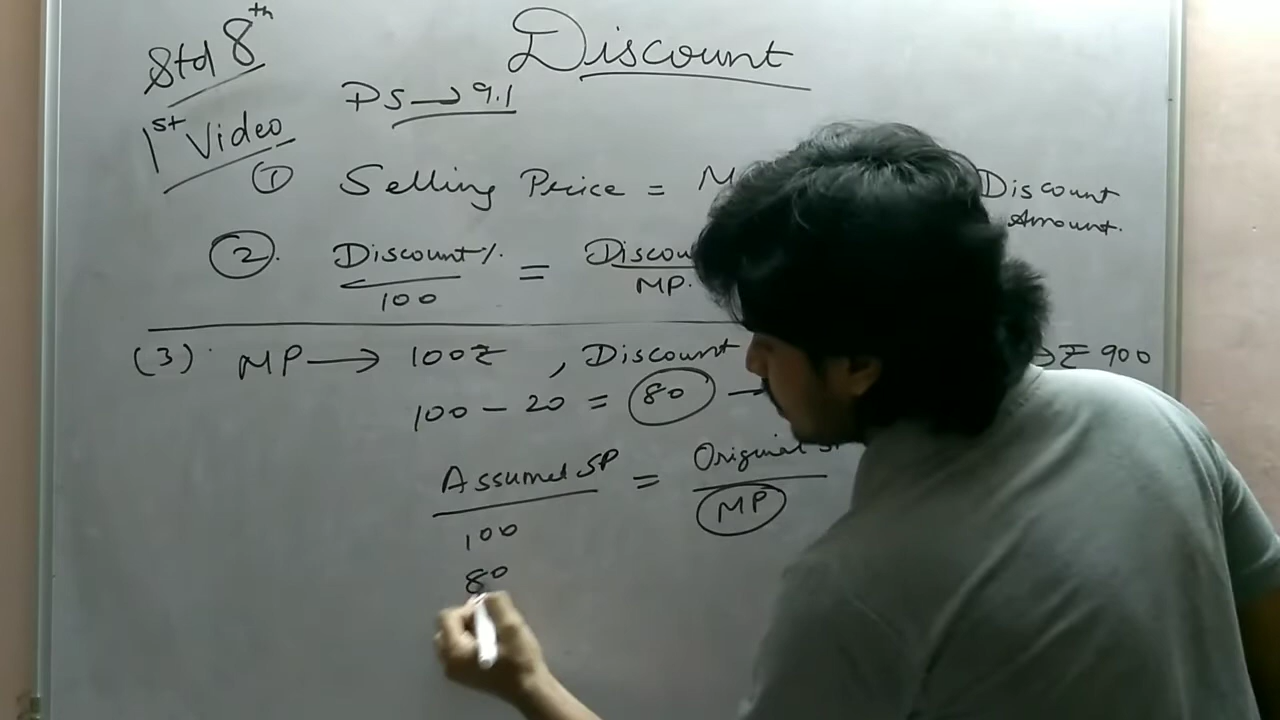 Std 8th
Discount
PS → 9.1
1st Video
① Selling Price = Discount Amount.
②. Discount% / 100 = / MP.
(3). MP → 100₹, Discount → ₹ 900
100 - 20 = 80 →
Assumed SP / 100 = Original / MP
80